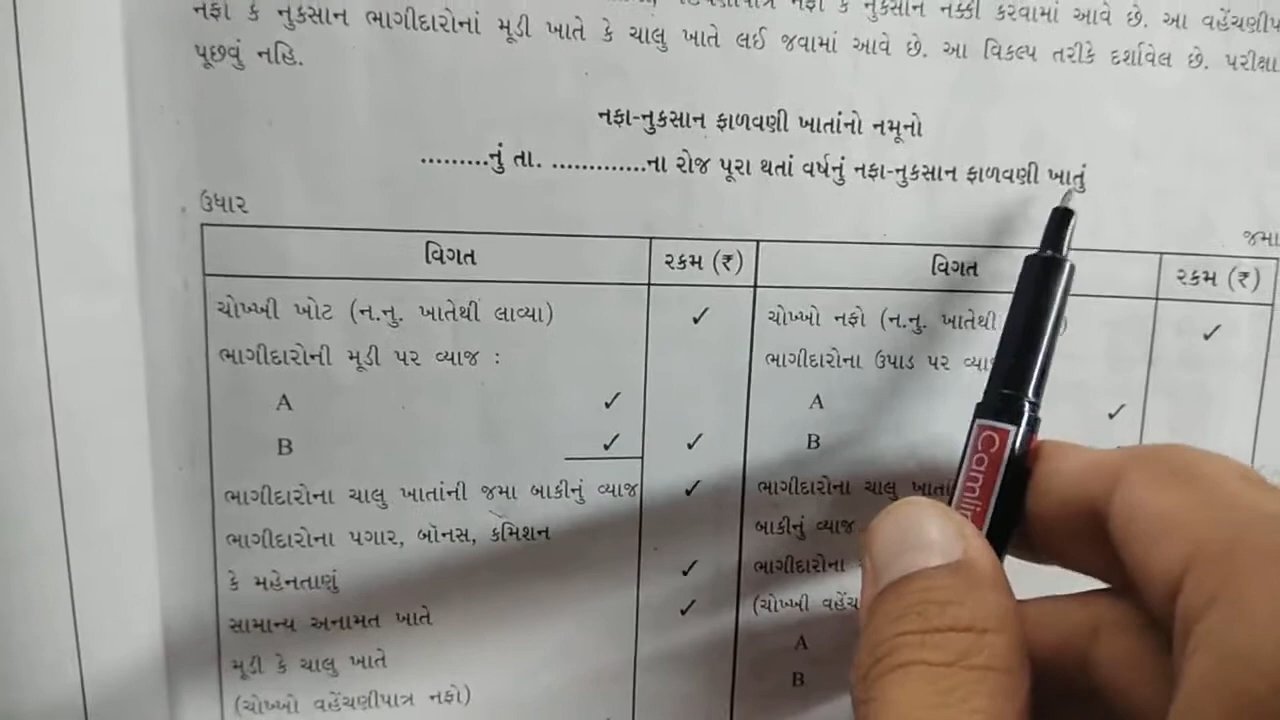 નફા કે નુકસાન ભાગીદારોનાં મૂડી ખાતે કે ચાલુ ખાતે લઈ જવામાં આવે છે. આ વિકલ્પ તરીકે દર્શાવેલ છે. પરીક્ષા
પૂછવું નહિ.
નફા-નુકસાન ફાળવણી ખાતાંનો નમૂનો
.........નું તા. .............ના રોજ પૂરા થતાં વર્ષનું નફા-નુકસાન ફાળવણી ખાતું
ઉધાર જમા
વિગત રકમ (₹) વિગત રકમ (₹)
ચોખ્ખી ખોટ (ન.નુ. ખાતેથી લાવ્યા) ✓ ચોખ્ખો નફો (ન.નુ. ખાતેથી ✓
ભાગીદારોની મૂડી પર વ્યાજ : ભાગીદારોના ઉપાડ પર
A ✓ A ✓
B ✓ ✓ B
ભાગીદારોના ચાલુ ખાતાંની જમા બાકીનું વ્યાજ ✓ ભાગીદારોના ચાલુ
ભાગીદારોના પગાર, બૉનસ, કમિશન બાકીનું વ્યાજ
કે મહેનતાણું ✓ ભાગીદારોના
સામાન્ય અનામત ખાતે ✓ (ચોખ્ખી
મૂડી કે ચાલુ ખાતે A
(ચોખ્ખો વહેંચણીપાત્ર નફો) B
Camlin